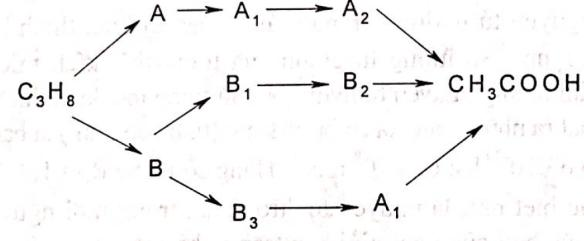 A → A₁ → A₂
C₃H₈
B₁ → B₂ → CH₃COOH
B
B₃ → A₁